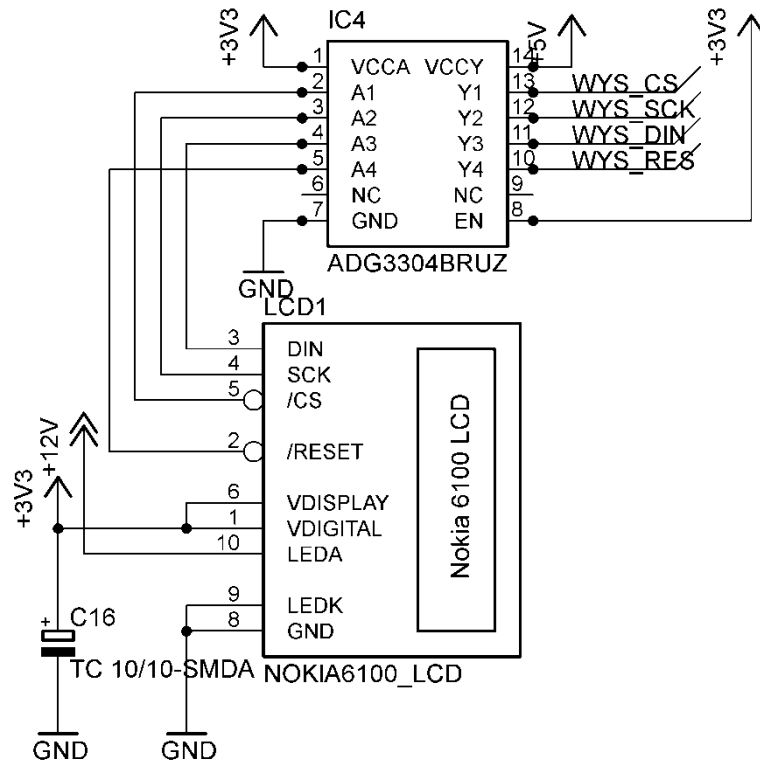 IC4
+3V3
+5V
+3V3
1 VCCA VCCY 14
2 A1 Y1 13 WYS_CS
3 A2 Y2 12 WYS_SCK
4 A3 Y3 11 WYS_DIN
5 A4 Y4 10 WYS_RES
6 NC NC 9
7 GND EN 8
ADG3304BRUZ
GND
LCD1
3 DIN
4 SCK
5 /CS
2 /RESET
+12V
+3V3
6 VDISPLAY
1 VDIGITAL
10 LEDA
Nokia 6100 LCD
9 LEDK
8 GND
+ C16
TC 10/10-SMDA
NOKIA6100_LCD
GND
GND